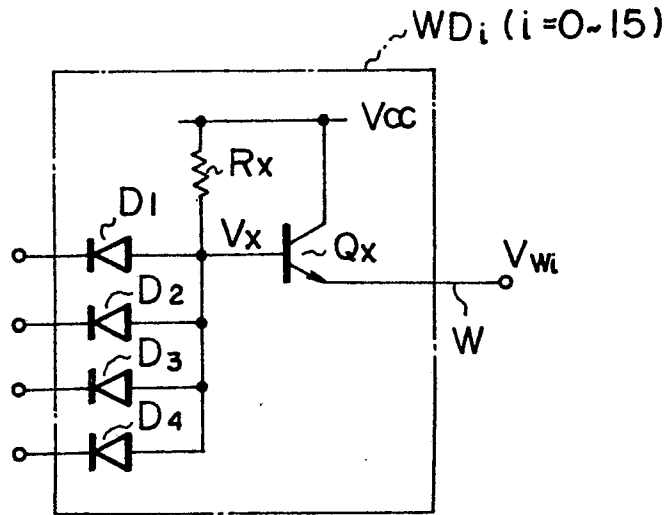 WDi (i=0~15)
Vcc
Rx
D1
Vx
Qx
VWi
D2
W
D3
D4